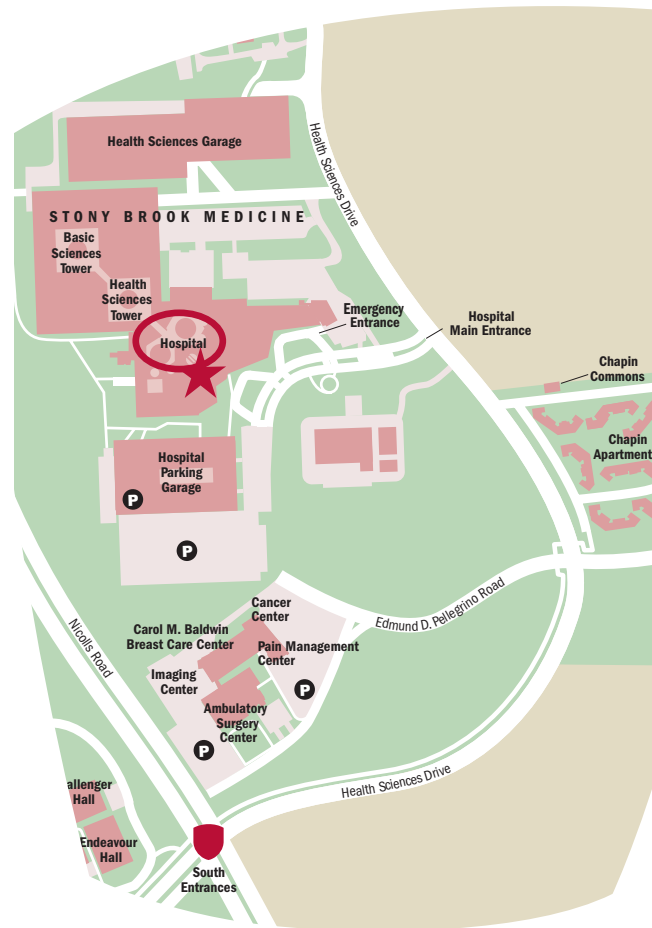 Health Sciences Garage
Health Sciences Drive
STONY BROOK MEDICINE
Basic
Sciences
Tower
Health
Sciences
Tower
Emergency
Entrance
Hospital
Main Entrance
Hospital
Chapin
Commons
Chapin
Apartment
Hospital
Parking
Garage
P
P
Cancer
Center
Edmund D. Pellegrino Road
Carol M. Baldwin
Breast Care Center
Pain Management
Center
Nicolls Road
Imaging
Center
P
Ambulatory
Surgery
Center
P
Health Sciences Drive
allenger
Hall
Endeavour
Hall
South
Entrances